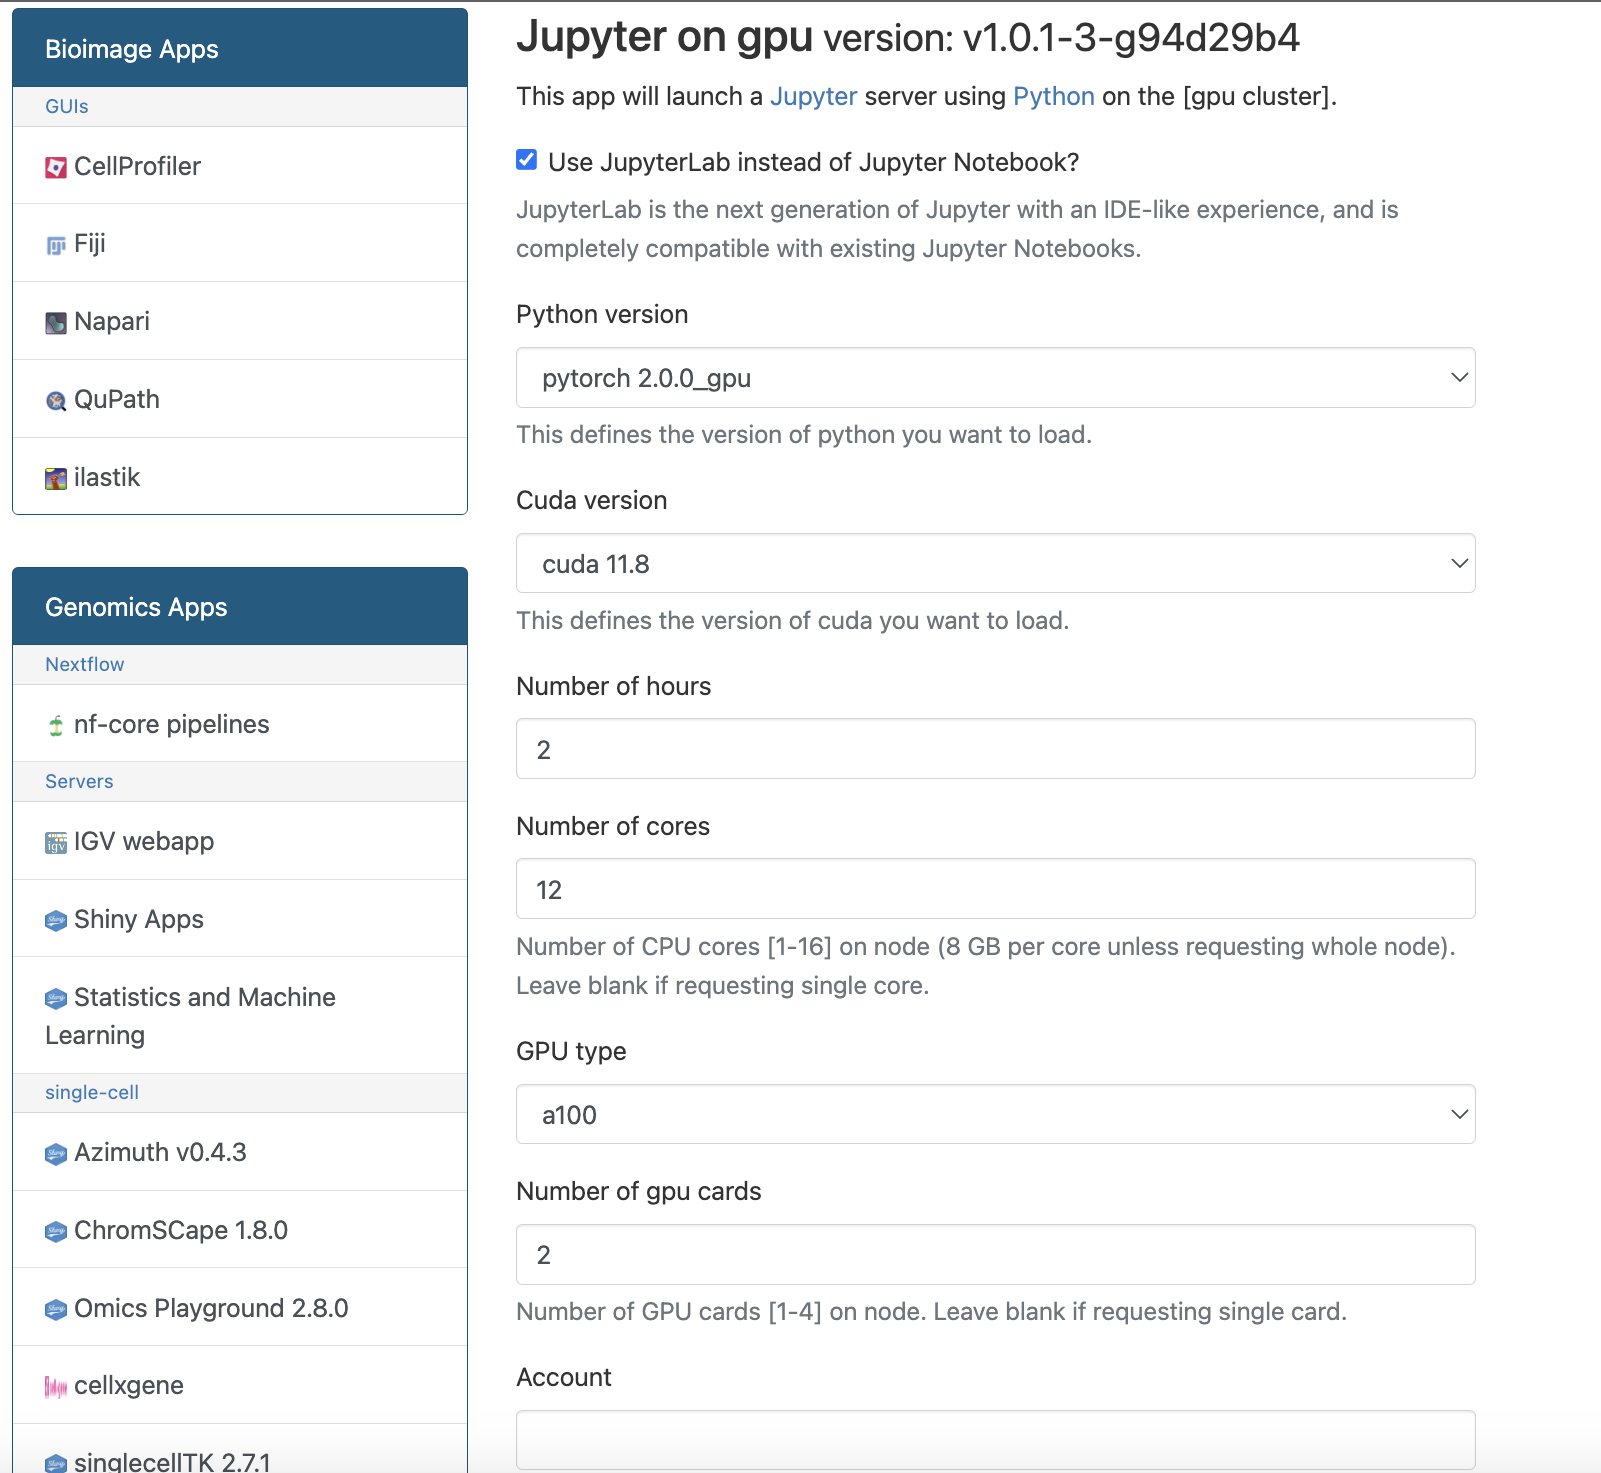 Bioimage Apps
GUIs
CellProfiler
Fiji
Napari
QuPath
ilastik
Genomics Apps
Nextflow
nf-core pipelines
Servers
IGV webapp
Shiny Apps
Statistics and Machine
Learning
single-cell
Azimuth v0.4.3
ChromSCape 1.8.0
Omics Playground 2.8.0
cellxgene
singlecellTK 2.7.1
Jupyter on gpu version: v1.0.1-3-g94d29b4
This app will launch a Jupyter server using Python on the [gpu cluster].
Use JupyterLab instead of Jupyter Notebook?
JupyterLab is the next generation of Jupyter with an IDE-like experience, and is
completely compatible with existing Jupyter Notebooks.
Python version
pytorch 2.0.0_gpu
This defines the version of python you want to load.
Cuda version
cuda 11.8
This defines the version of cuda you want to load.
Number of hours
2
Number of cores
12
Number of CPU cores [1-16] on node (8 GB per core unless requesting whole node).
Leave blank if requesting single core.
GPU type
a100
Number of gpu cards
2
Number of GPU cards [1-4] on node. Leave blank if requesting single card.
Account